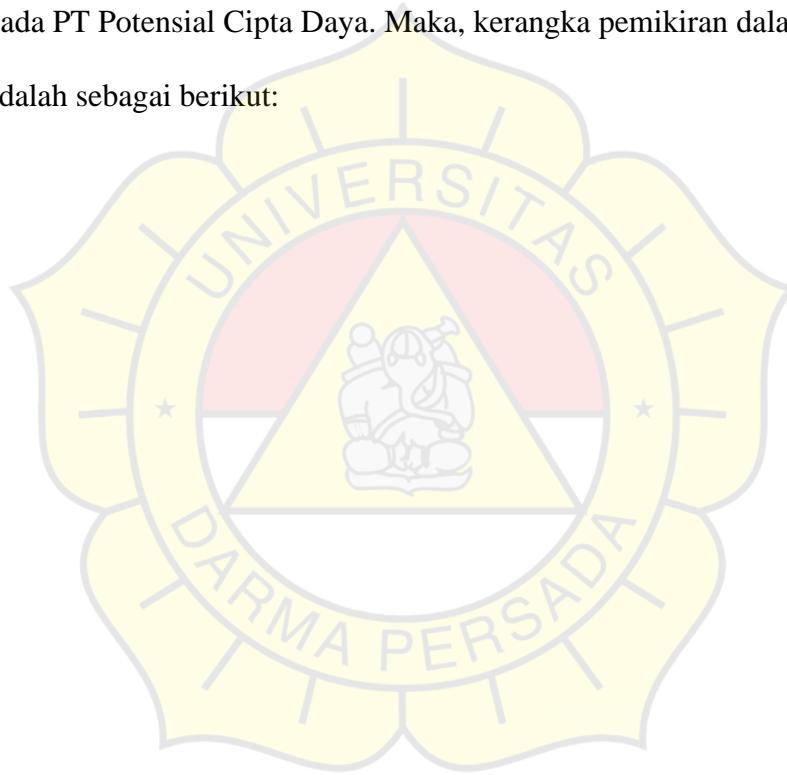 ada PT Potensial Cipta Daya. Maka, kerangka pemikiran dala
dalah sebagai berikut:
UNIVERSITAS
DARMA PERSADA